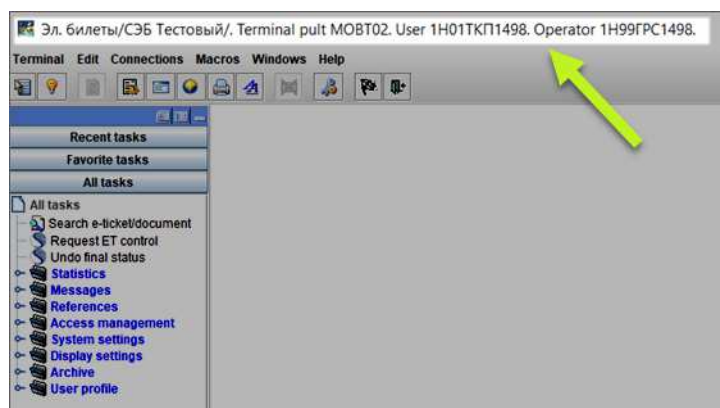 Эл. билеты/СЭБ Тестовый/. Terminal pult МОВТ02. User 1Н01ТКП1498. Operator 1Н99ГРС1498.
Terminal Edit Connections Macros Windows Help
Recent tasks
Favorite tasks
All tasks
All tasks
Search e-ticket/document
Request ET control
Undo final status
Statistics
Messages
References
Access management
System settings
Display settings
Archive
User profile